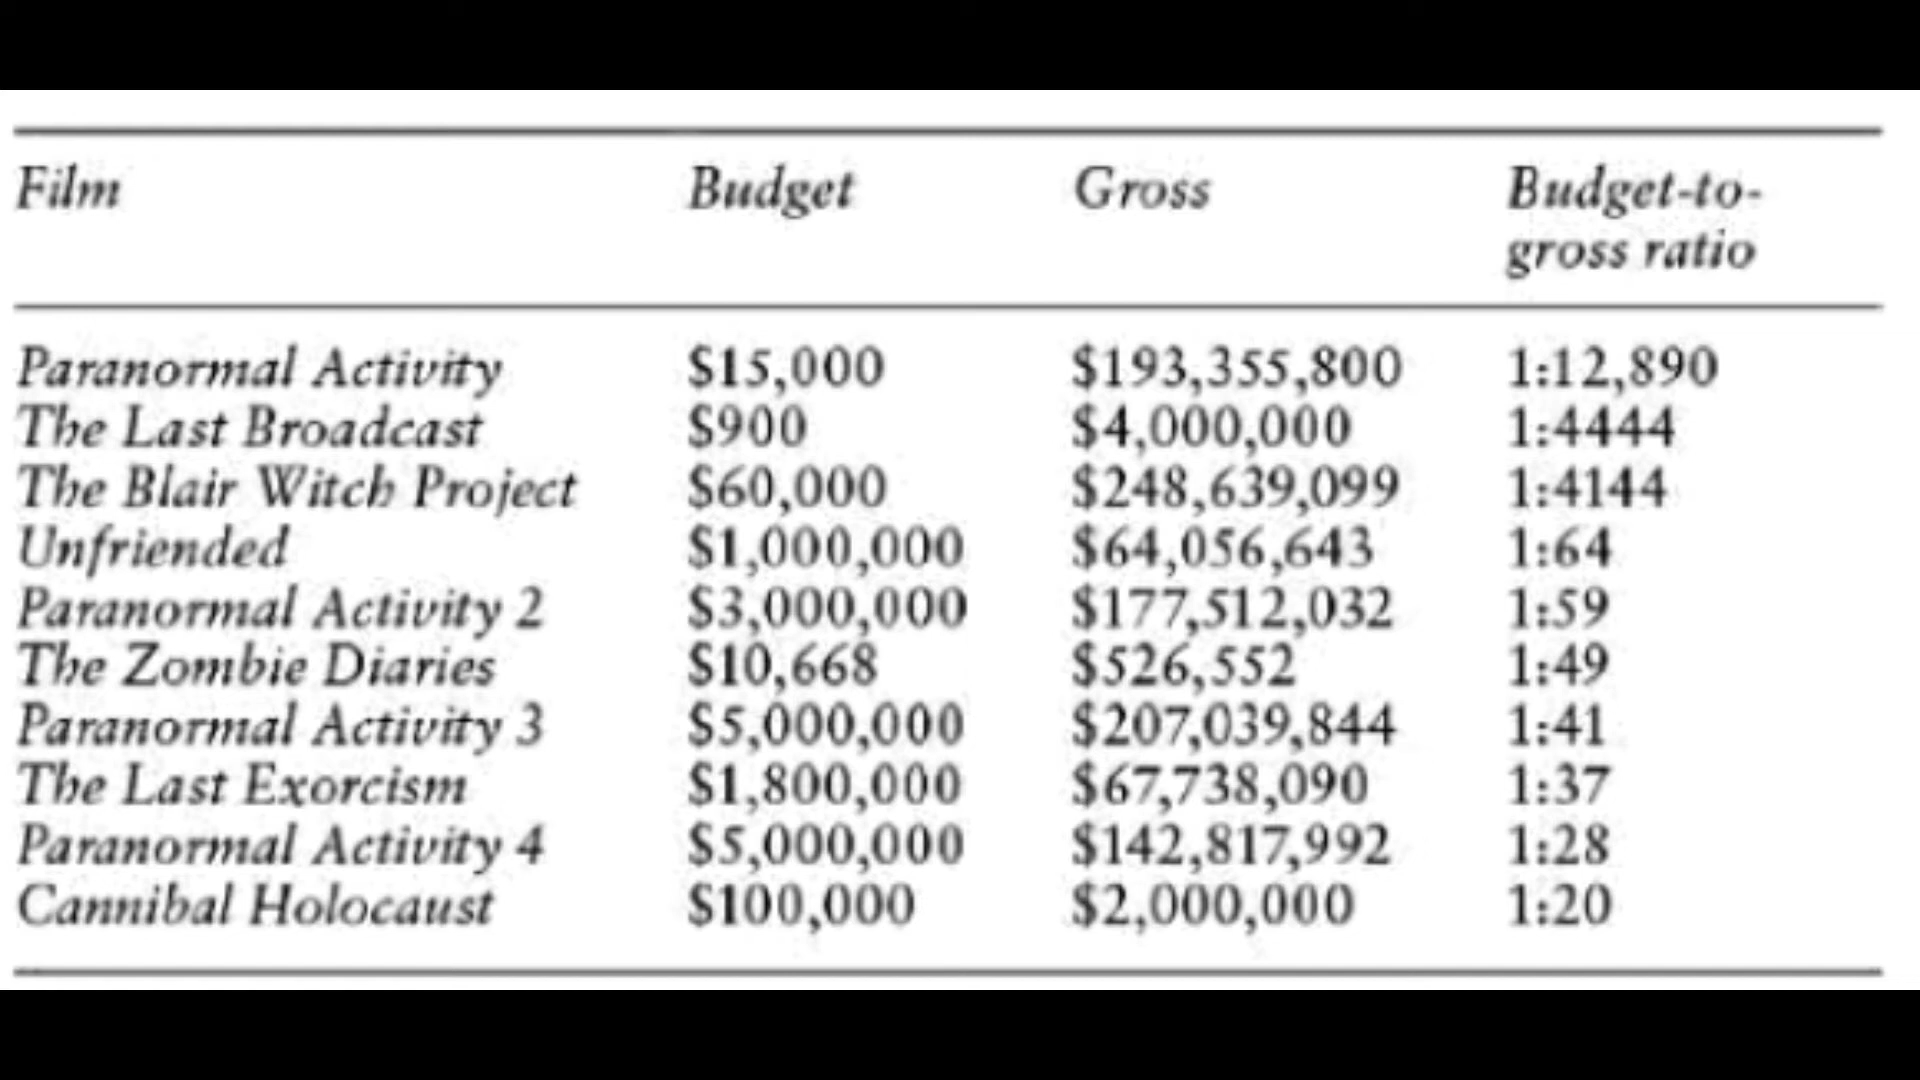 Film Budget Gross Budget-to-
gross ratio
Paranormal Activity $15,000 $193,355,800 1:12,890
The Last Broadcast $900 $4,000,000 1:4444
The Blair Witch Project $60,000 $248,639,099 1:4144
Unfriended $1,000,000 $64,056,643 1:64
Paranormal Activity 2 $3,000,000 $177,512,032 1:59
The Zombie Diaries $10,668 $526,552 1:49
Paranormal Activity 3 $5,000,000 $207,039,844 1:41
The Last Exorcism $1,800,000 $67,738,090 1:37
Paranormal Activity 4 $5,000,000 $142,817,992 1:28
Cannibal Holocaust $100,000 $2,000,000 1:20